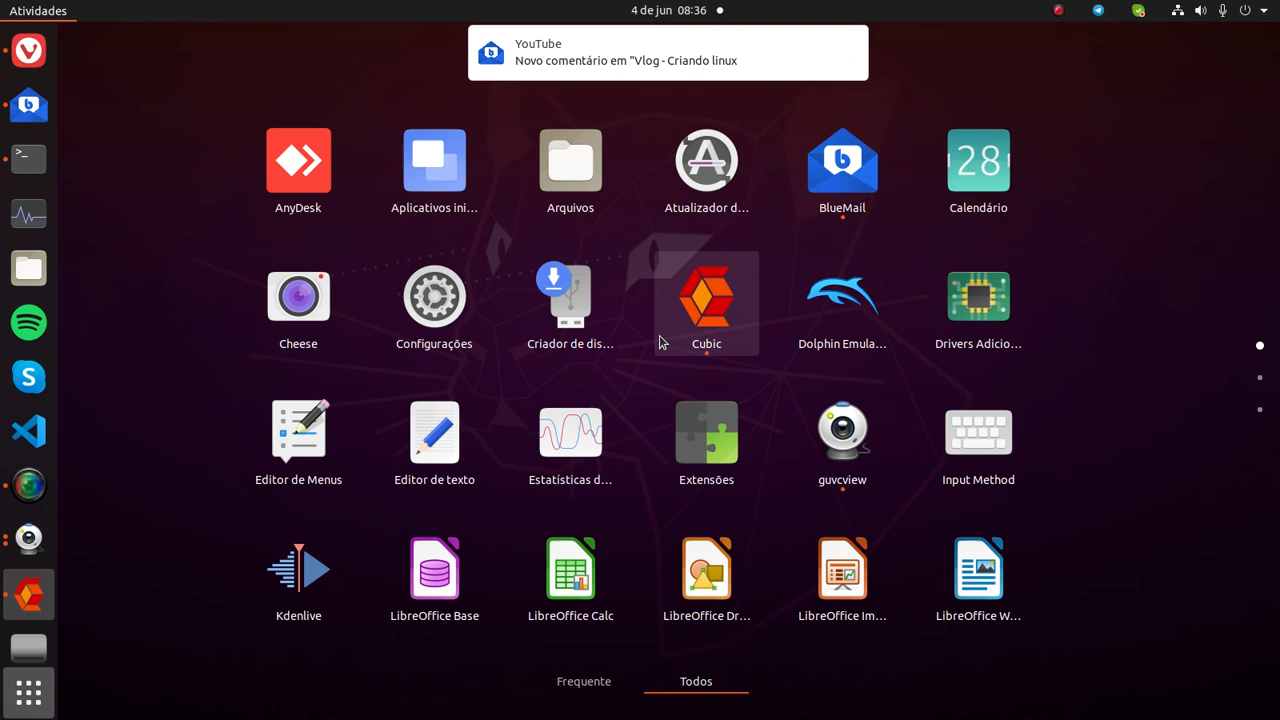 Atividades
4 de jun 08:36
YouTube
Novo comentário em "Vlog - Criando linux
AnyDesk
Aplicativos ini...
Arquivos
Atualizador d...
BlueMail
28
Calendário
Cheese
Configurações
Criador de dis...
Cubic
Dolphin Emula...
Drivers Adicio...
Editor de Menus
Editor de texto
Estatísticas d...
Extensões
guvcview
Input Method
Kdenlive
LibreOffice Base
LibreOffice Calc
LibreOffice Dr...
LibreOffice Im...
LibreOffice W...
Frequente
Todos